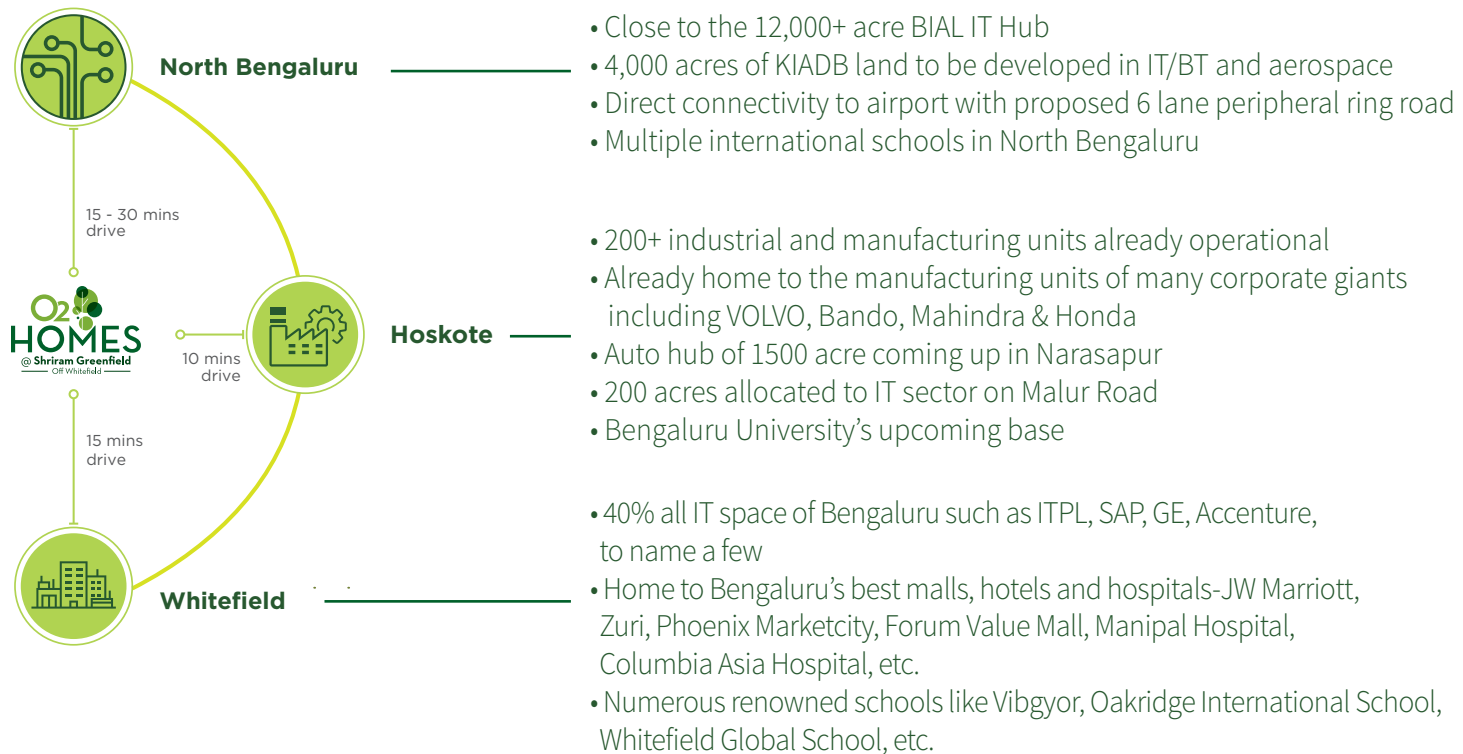 North Bengaluru
• Close to the 12,000+ acre BIAL IT Hub
• 4,000 acres of KIADB land to be developed in IT/BT and aerospace
• Direct connectivity to airport with proposed 6 lane peripheral ring road
• Multiple international schools in North Bengaluru
15 - 30 mins
drive
O2
HOMES
@ Shriram Greenfield
Off Whitefield
10 mins
drive
Hoskote
• 200+ industrial and manufacturing units already operational
• Already home to the manufacturing units of many corporate giants
including VOLVO, Bando, Mahindra & Honda
• Auto hub of 1500 acre coming up in Narasapur
• 200 acres allocated to IT sector on Malur Road
• Bengaluru University’s upcoming base
15 mins
drive
Whitefield
• 40% all IT space of Bengaluru such as ITPL, SAP, GE, Accenture,
to name a few
• Home to Bengaluru’s best malls, hotels and hospitals-JW Marriott,
Zuri, Phoenix Marketcity, Forum Value Mall, Manipal Hospital,
Columbia Asia Hospital, etc.
• Numerous renowned schools like Vibgyor, Oakridge International School,
Whitefield Global School, etc.